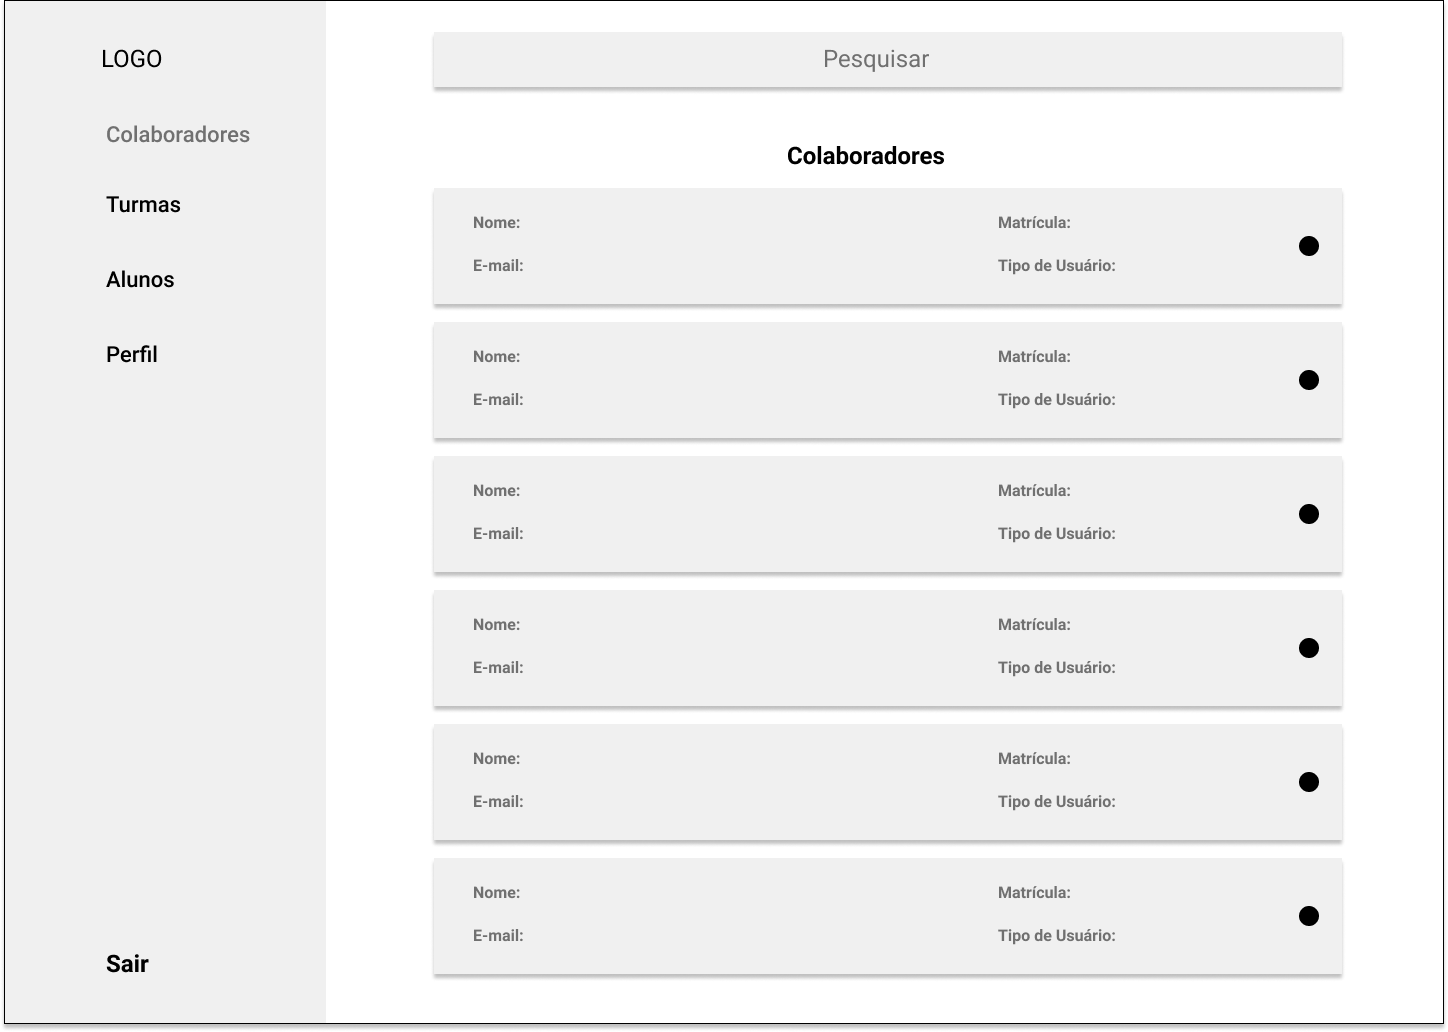 LOGO
Colaboradores
Turmas
Alunos
Perfil
Sair
Pesquisar
Colaboradores
Nome: Matrícula:
E-mail: Tipo de Usuário:
Nome: Matrícula:
E-mail: Tipo de Usuário:
Nome: Matrícula:
E-mail: Tipo de Usuário:
Nome: Matrícula:
E-mail: Tipo de Usuário:
Nome: Matrícula:
E-mail: Tipo de Usuário:
Nome: Matrícula:
E-mail: Tipo de Usuário: